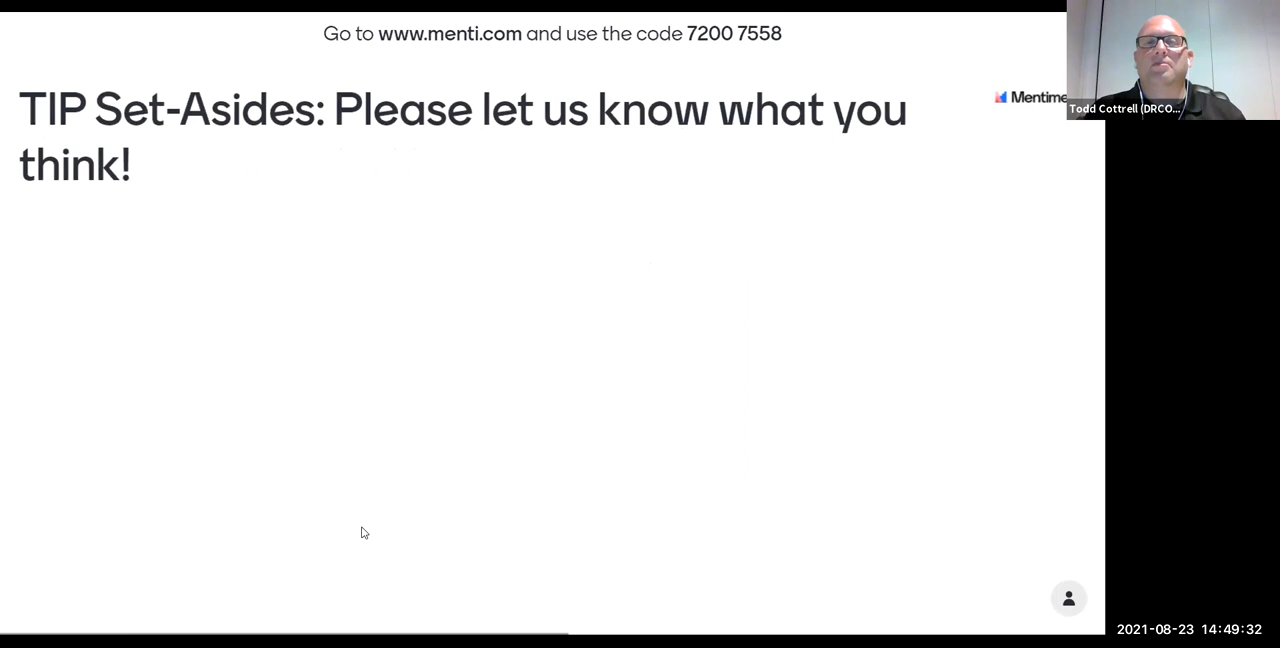 Go to www.menti.com and use the code 7200 7558
TIP Set-Asides: Please let us know what you
think!
Mentime
Todd Cottrell (DRCO...
2021-08-23 14:49:32